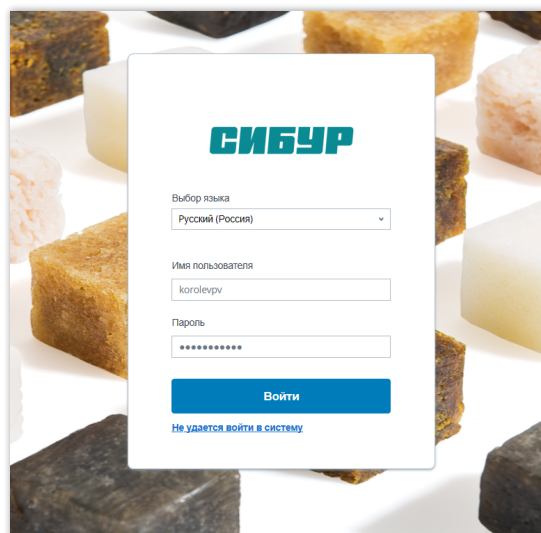 СИБУР
Выбор языка
Русский (Россия)
Имя пользователя
korolevpv
Пароль
Войти
Не удается войти в систему